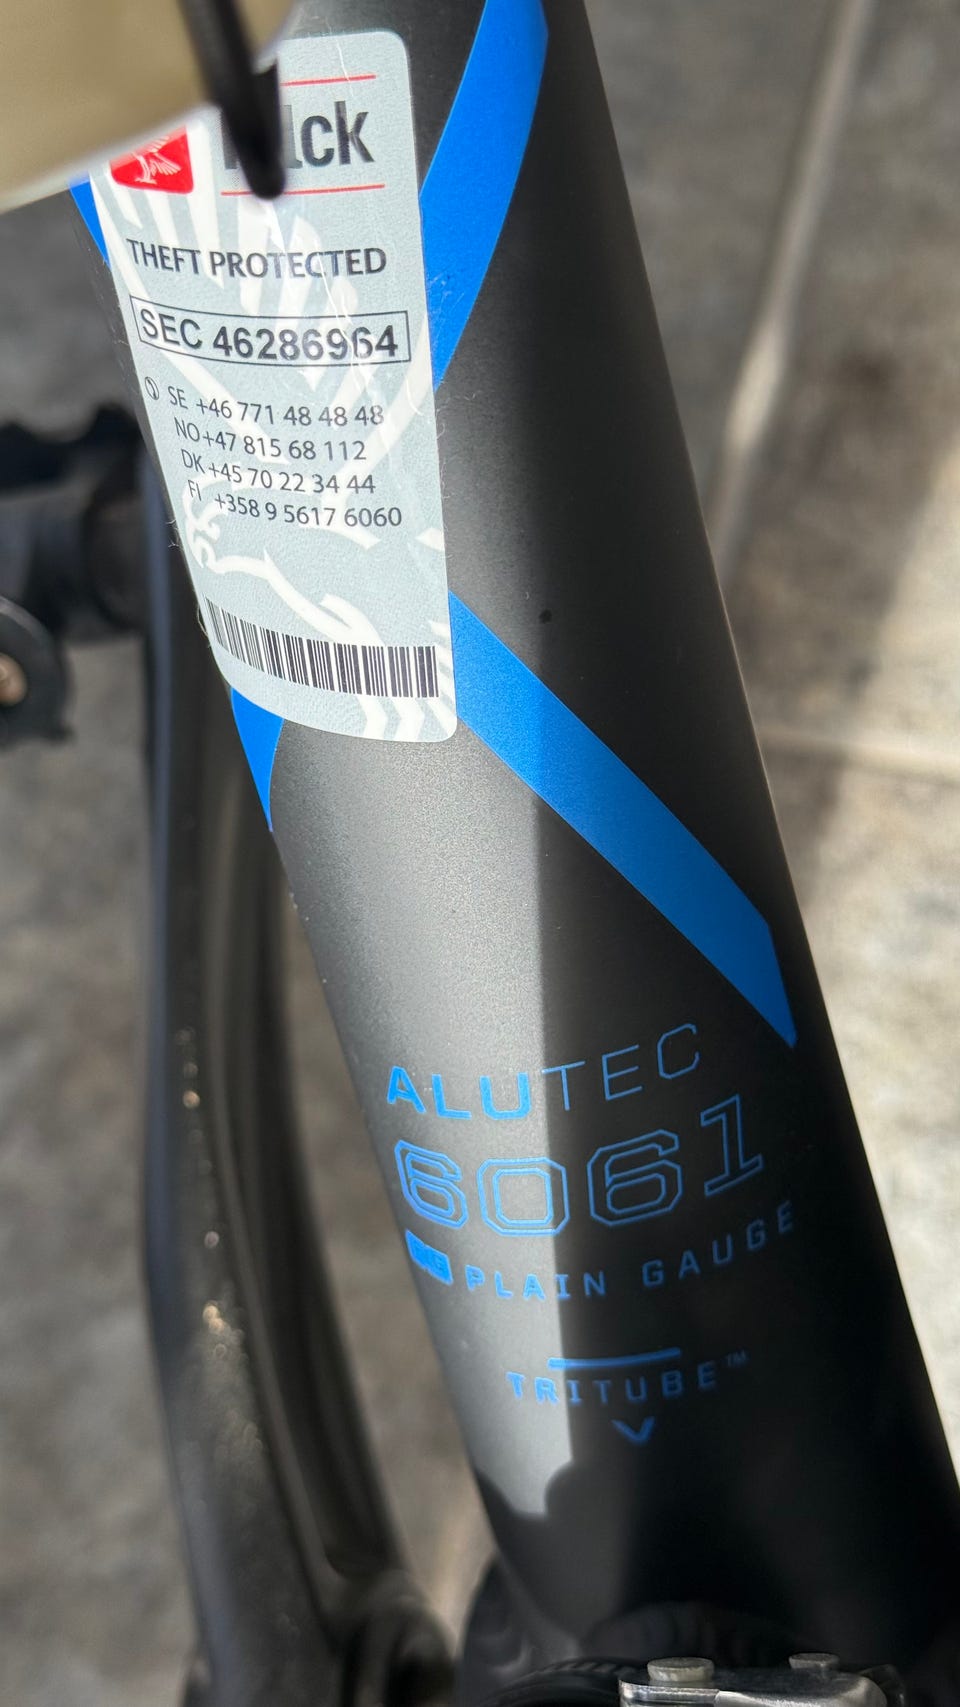 THEFT PROTECTED
SEC 46286964
SE +46 771 48 48 48
NO +47 815 68 112
DK +45 70 22 34 44
FI +358 9 5617 6060
ALUTEC
6061
PLAIN GAUGE
TRITUBE™